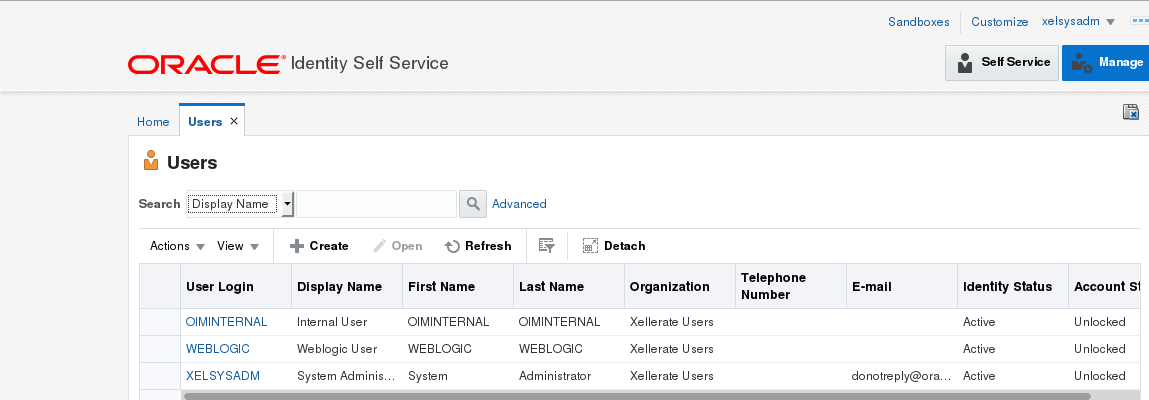 Sandboxes Customize xelsysadm
ORACLE® Identity Self Service
Self Service Manage
Home Users ×
Users
Search Display Name Advanced
Actions View Create Open Refresh Detach
User Login Display Name First Name Last Name Organization Telephone Number E-mail Identity Status Account St
OIMINTERNAL Internal User OIMINTERNAL OIMINTERNAL Xellerate Users Active Unlocked
WEBLOGIC Weblogic User WEBLOGIC WEBLOGIC Xellerate Users Active Unlocked
XELSYSADM System Adminis... System Administrator Xellerate Users donotreply@ora... Active Unlocked